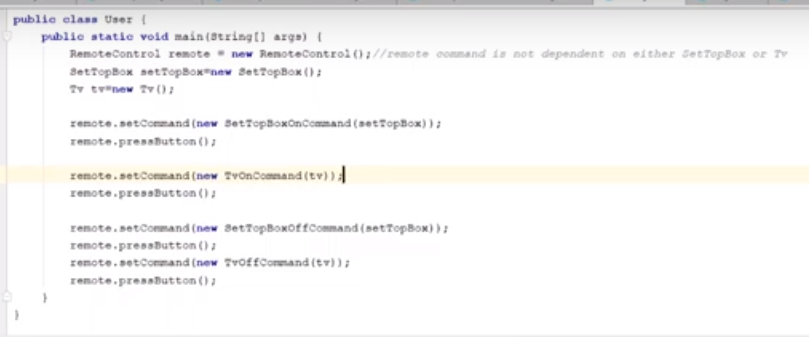 public class User {
public static void main(String[] args) {
RemoteControl remote = new RemoteControl();//remote command is not dependent on either SetTopBox or Tv
SetTopBox setTopBox=new SetTopBox();
Tv tv=new Tv();
remote.setCommand(new SetTopBoxOnCommand(setTopBox));
remote.pressButton();
remote.setCommand(new TvOnCommand(tv));
remote.pressButton();
remote.setCommand(new SetTopBoxOffCommand(setTopBox));
remote.pressButton();
remote.setCommand(new TvOffCommand(tv));
remote.pressButton();
}
}